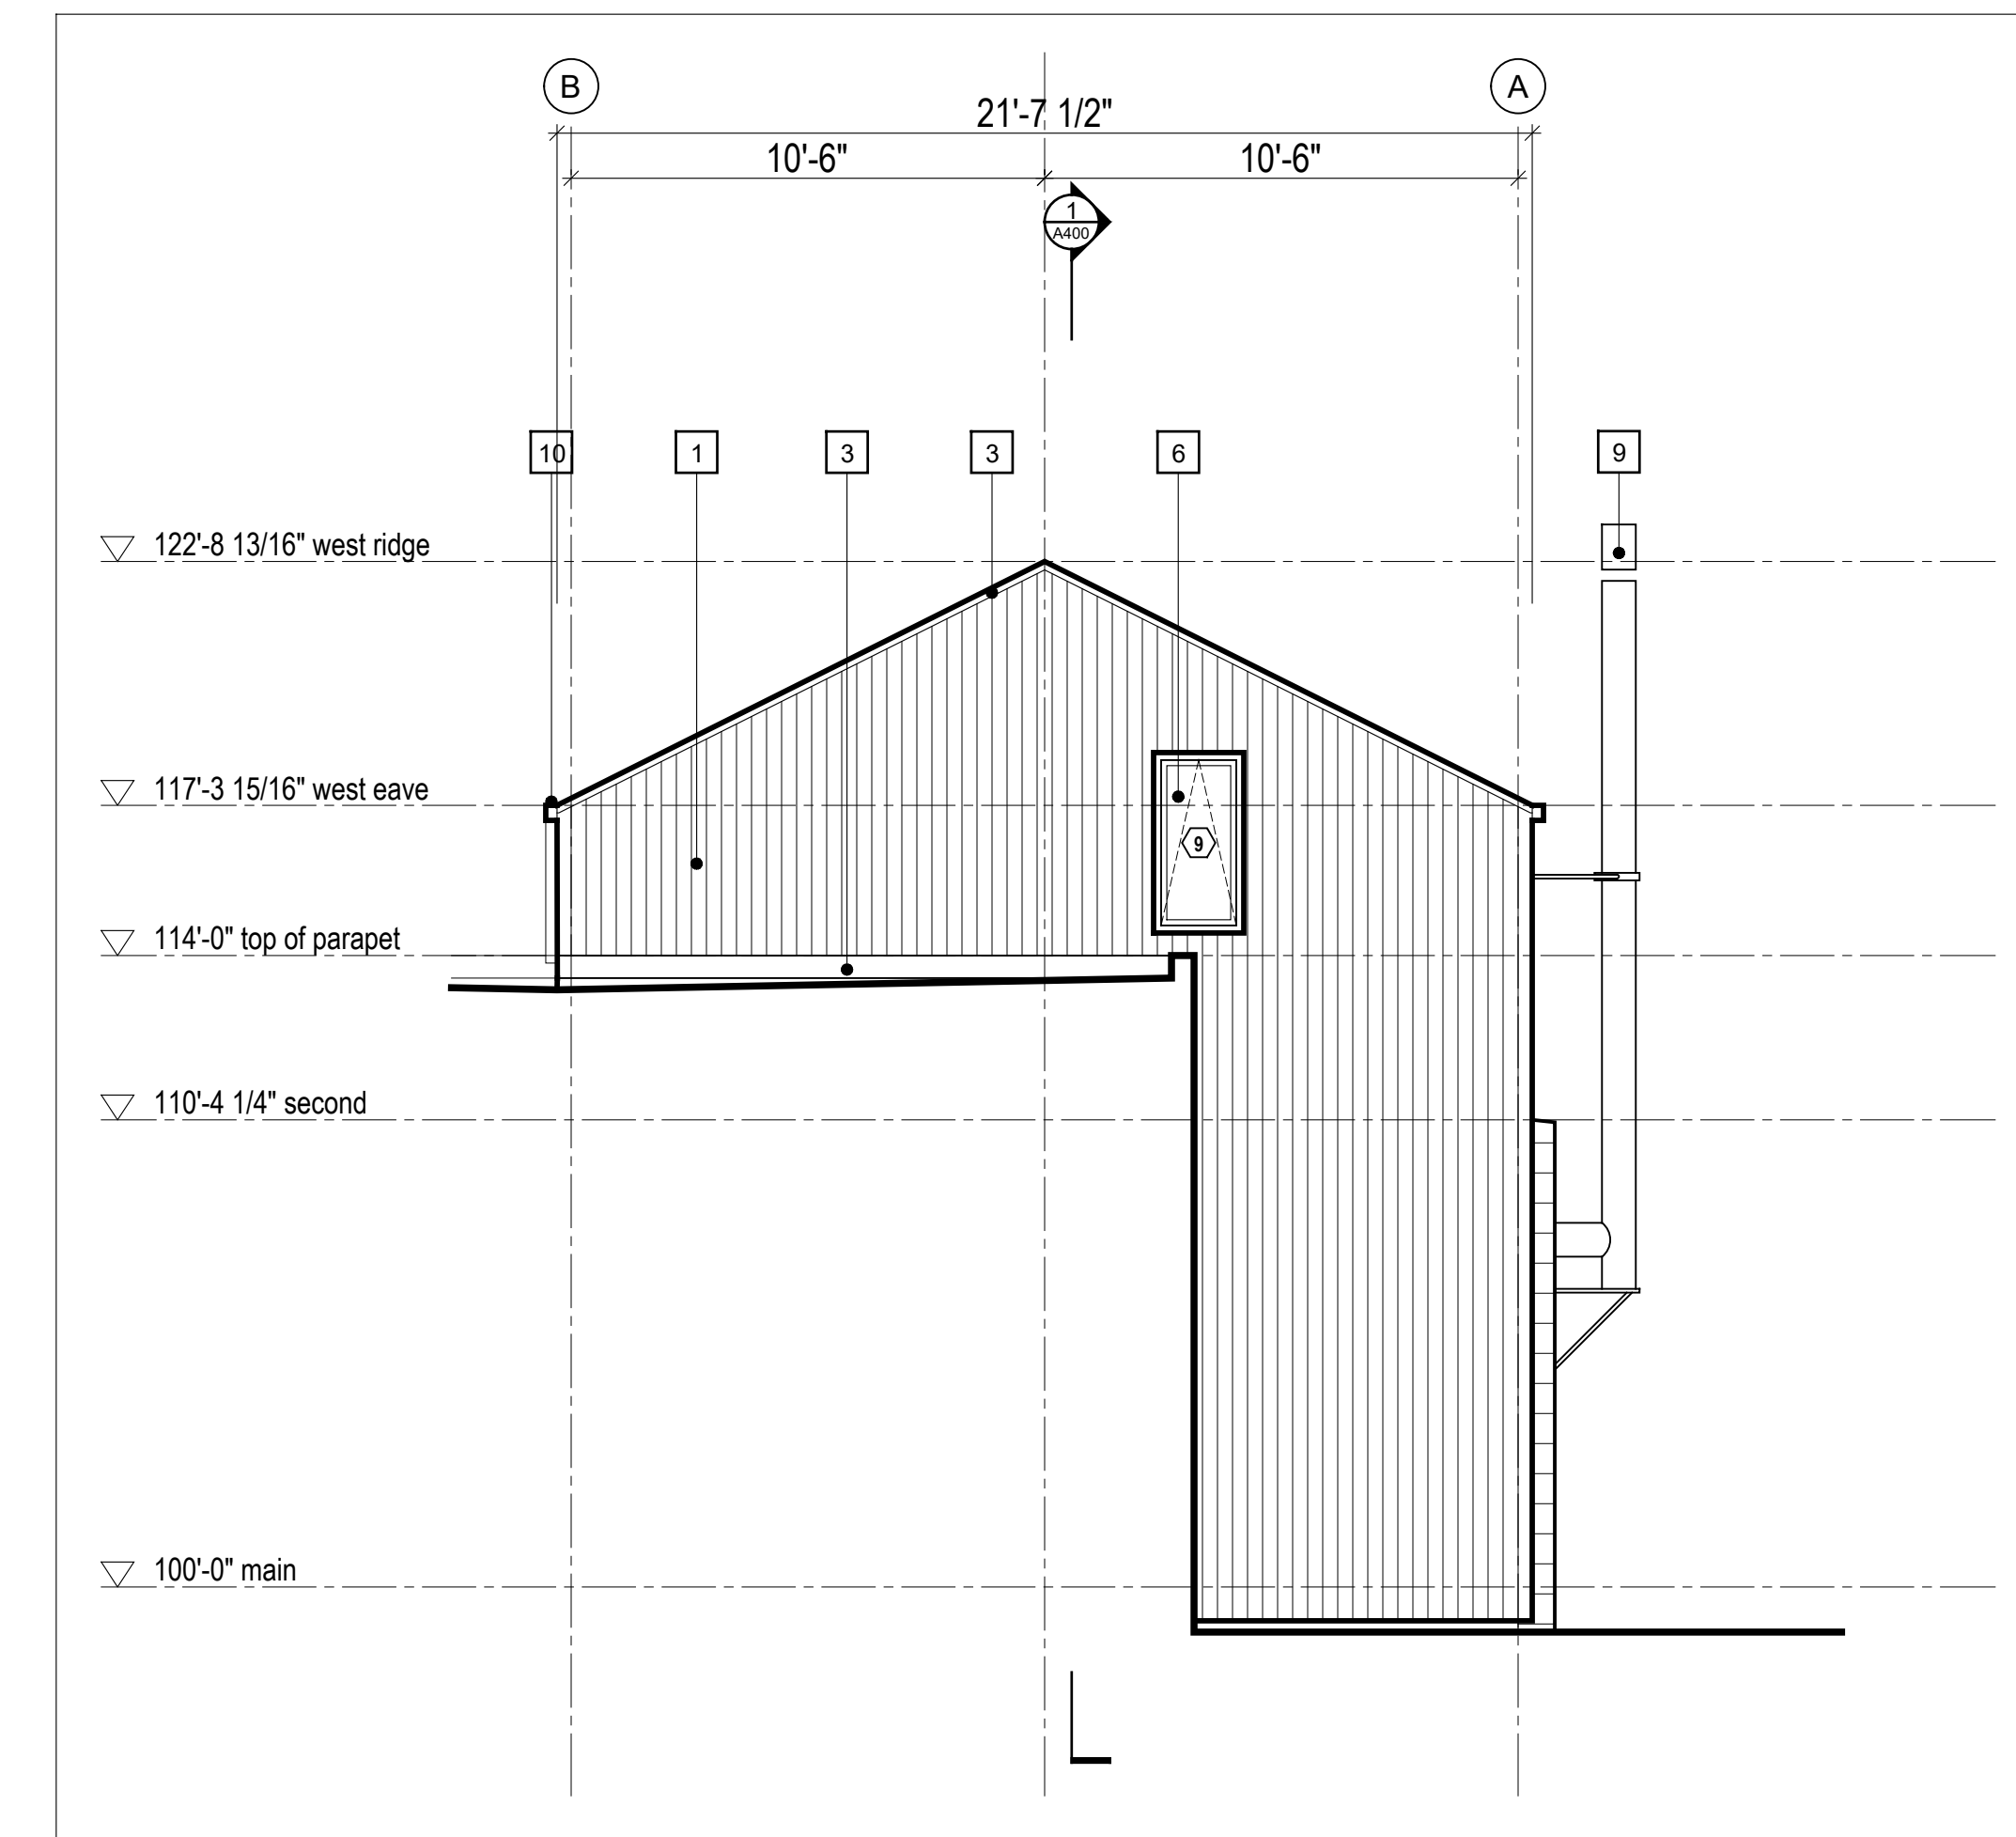 B
A
21'-7 1/2"
10'-6"
10'-6"
1
A400
10
1
3
3
6
9
122'-8 13/16" west ridge
117'-3 15/16" west eave
9
114'-0" top of parapet
110'-4 1/4" second
100'-0" main